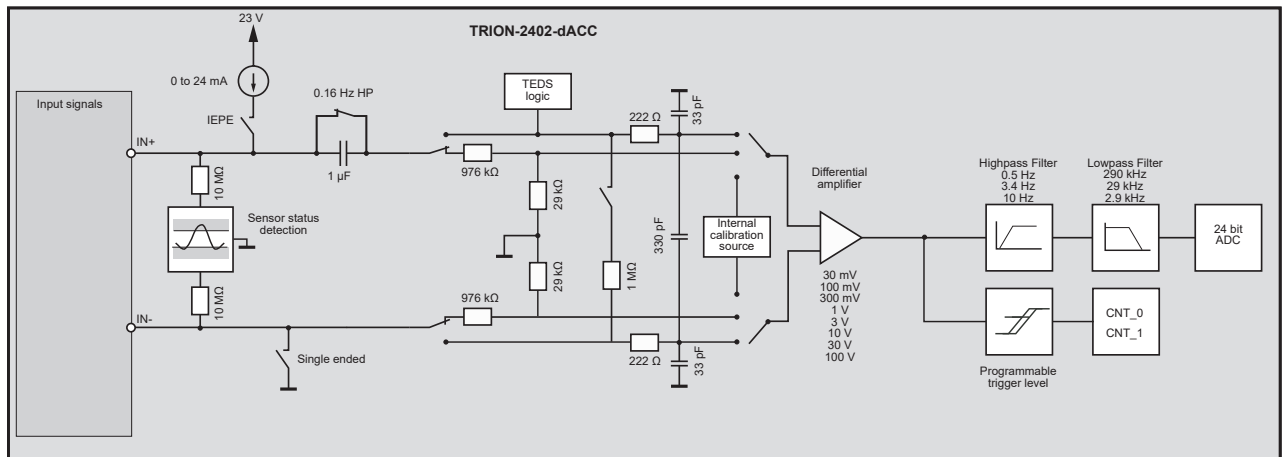 TRION-2402-dACC
23 V
0 to 24 mA
IEPE
0.16 Hz HP
1 µF
Input signals
IN+
10 MΩ
Sensor status
detection
10 MΩ
IN-
Single ended
TEDS
logic
976 kΩ
29 kΩ
29 kΩ
976 kΩ
1 MΩ
222 Ω
33 pF
330 pF
222 Ω
33 pF
Internal
calibration
source
Differential
amplifier
30 mV
100 mV
300 mV
1 V
3 V
10 V
30 V
100 V
Highpass Filter
0.5 Hz
3.4 Hz
10 Hz
Lowpass Filter
290 kHz
29 kHz
2.9 kHz
24 bit
ADC
Programmable
trigger level
CNT_0
CNT_1